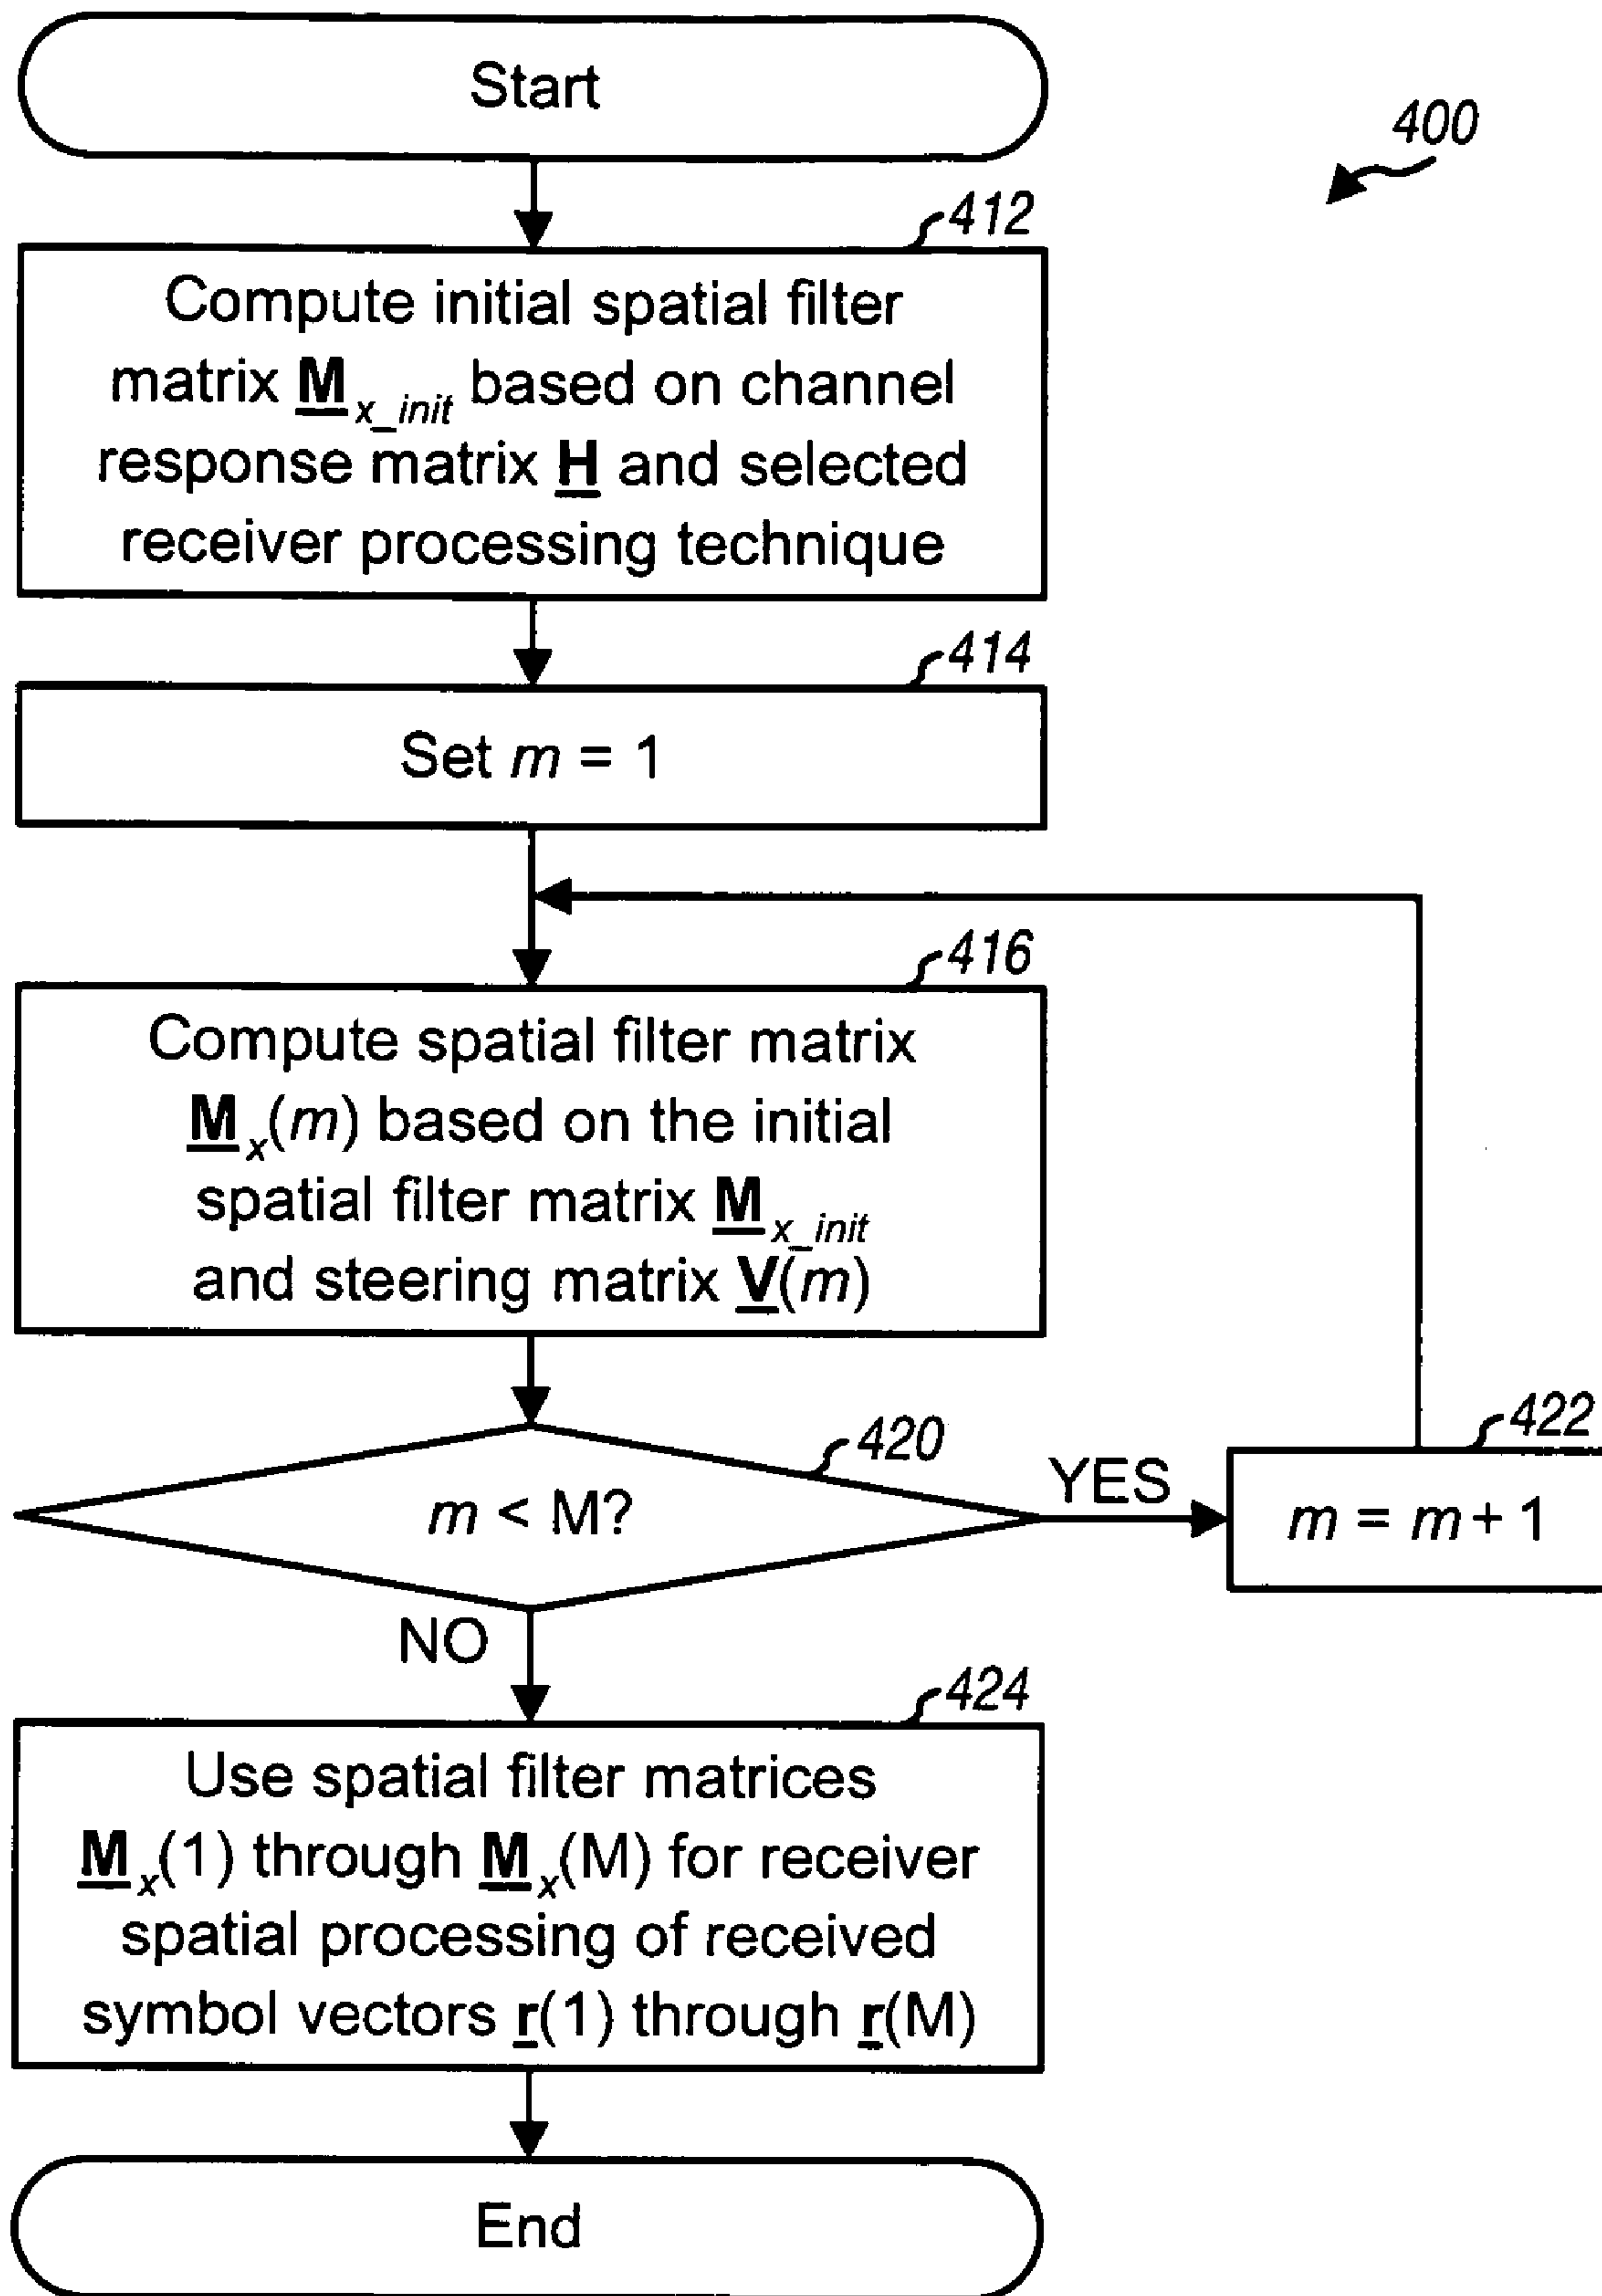 Start
400
412
Compute initial spatial filter
matrix M x_init based on channel
response matrix H and selected
receiver processing technique
414
Set m = 1
416
Compute spatial filter matrix
M x(m) based on the initial
spatial filter matrix M x_init
and steering matrix V(m)
420
m < M?
YES
422
m = m + 1
NO
424
Use spatial filter matrices
M x(1) through M x(M) for receiver
spatial processing of received
symbol vectors r(1) through r(M)
End